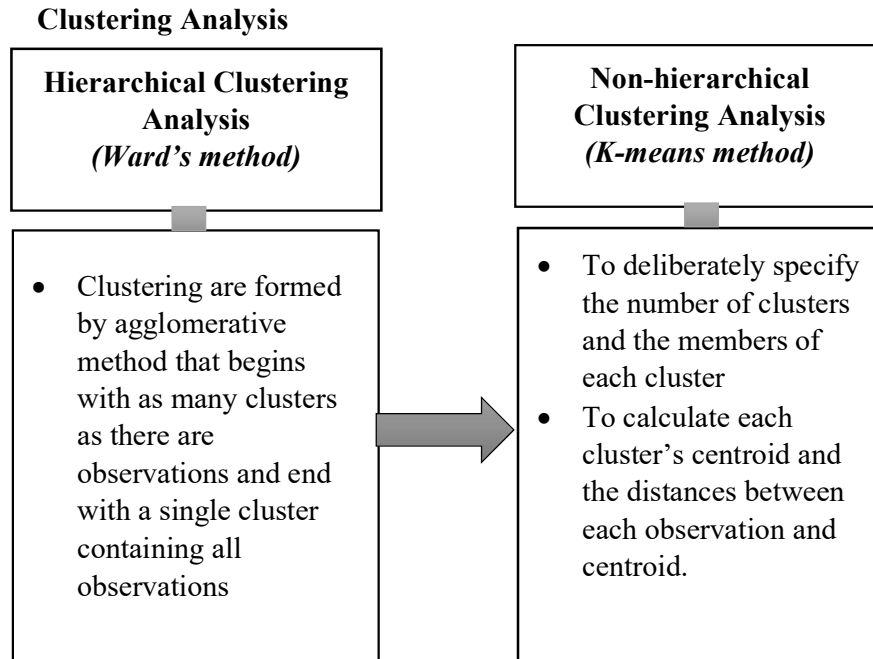 Clustering Analysis
Hierarchical Clustering
Analysis
(Ward's method)
• Clustering are formed
by agglomerative
method that begins
with as many clusters
as there are
observations and end
with a single cluster
containing all
observations
Non-hierarchical
Clustering Analysis
(K-means method)
• To deliberately specify
the number of clusters
and the members of
each cluster
• To calculate each
cluster's centroid and
the distances between
each observation and
centroid.